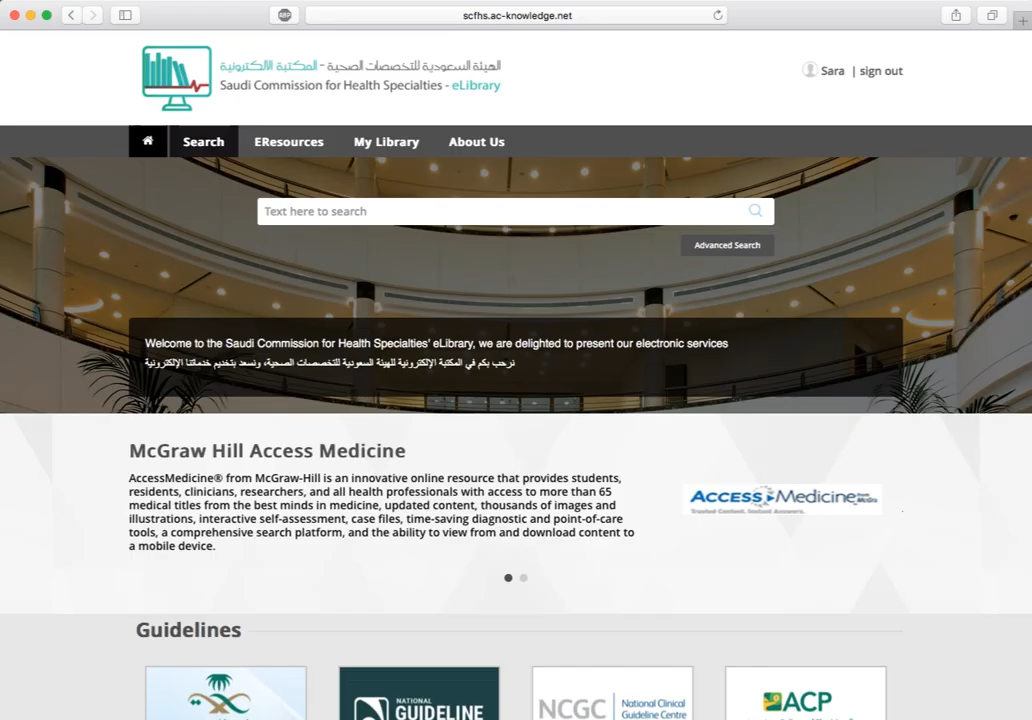 scfhs.ac-knowledge.net
ABP
الهيئة السعودية للتخصصات الصحية - المكتبة الالكترونية
Saudi Commission for Health Specialties - eLibrary
Sara | sign out
Search EResources My Library About Us
Text here to search
Advanced Search
Welcome to the Saudi Commission for Health Specialties' eLibrary, we are delighted to present our electronic services
نرحب بكم في المكتبة الإلكترونية للهيئة السعودية للتخصصات الصحية، ونسعد بتقديم خدماتنا الإلكترونية
McGraw Hill Access Medicine
AccessMedicine® from McGraw-Hill is an innovative online resource that provides students,
residents, clinicians, researchers, and all health professionals with access to more than 65
medical titles from the best minds in medicine, updated content, thousands of images and
illustrations, interactive self-assessment, case files, time-saving diagnostic and point-of-care
tools, a comprehensive search platform, and the ability to view from and download content to
a mobile device.
ACCESS Medicine from McGra
Trusted Content. Instant Answers.
Guidelines
NATIONAL
GUIDELINE
NCGC National Clinical
Guideline Centre
ACP